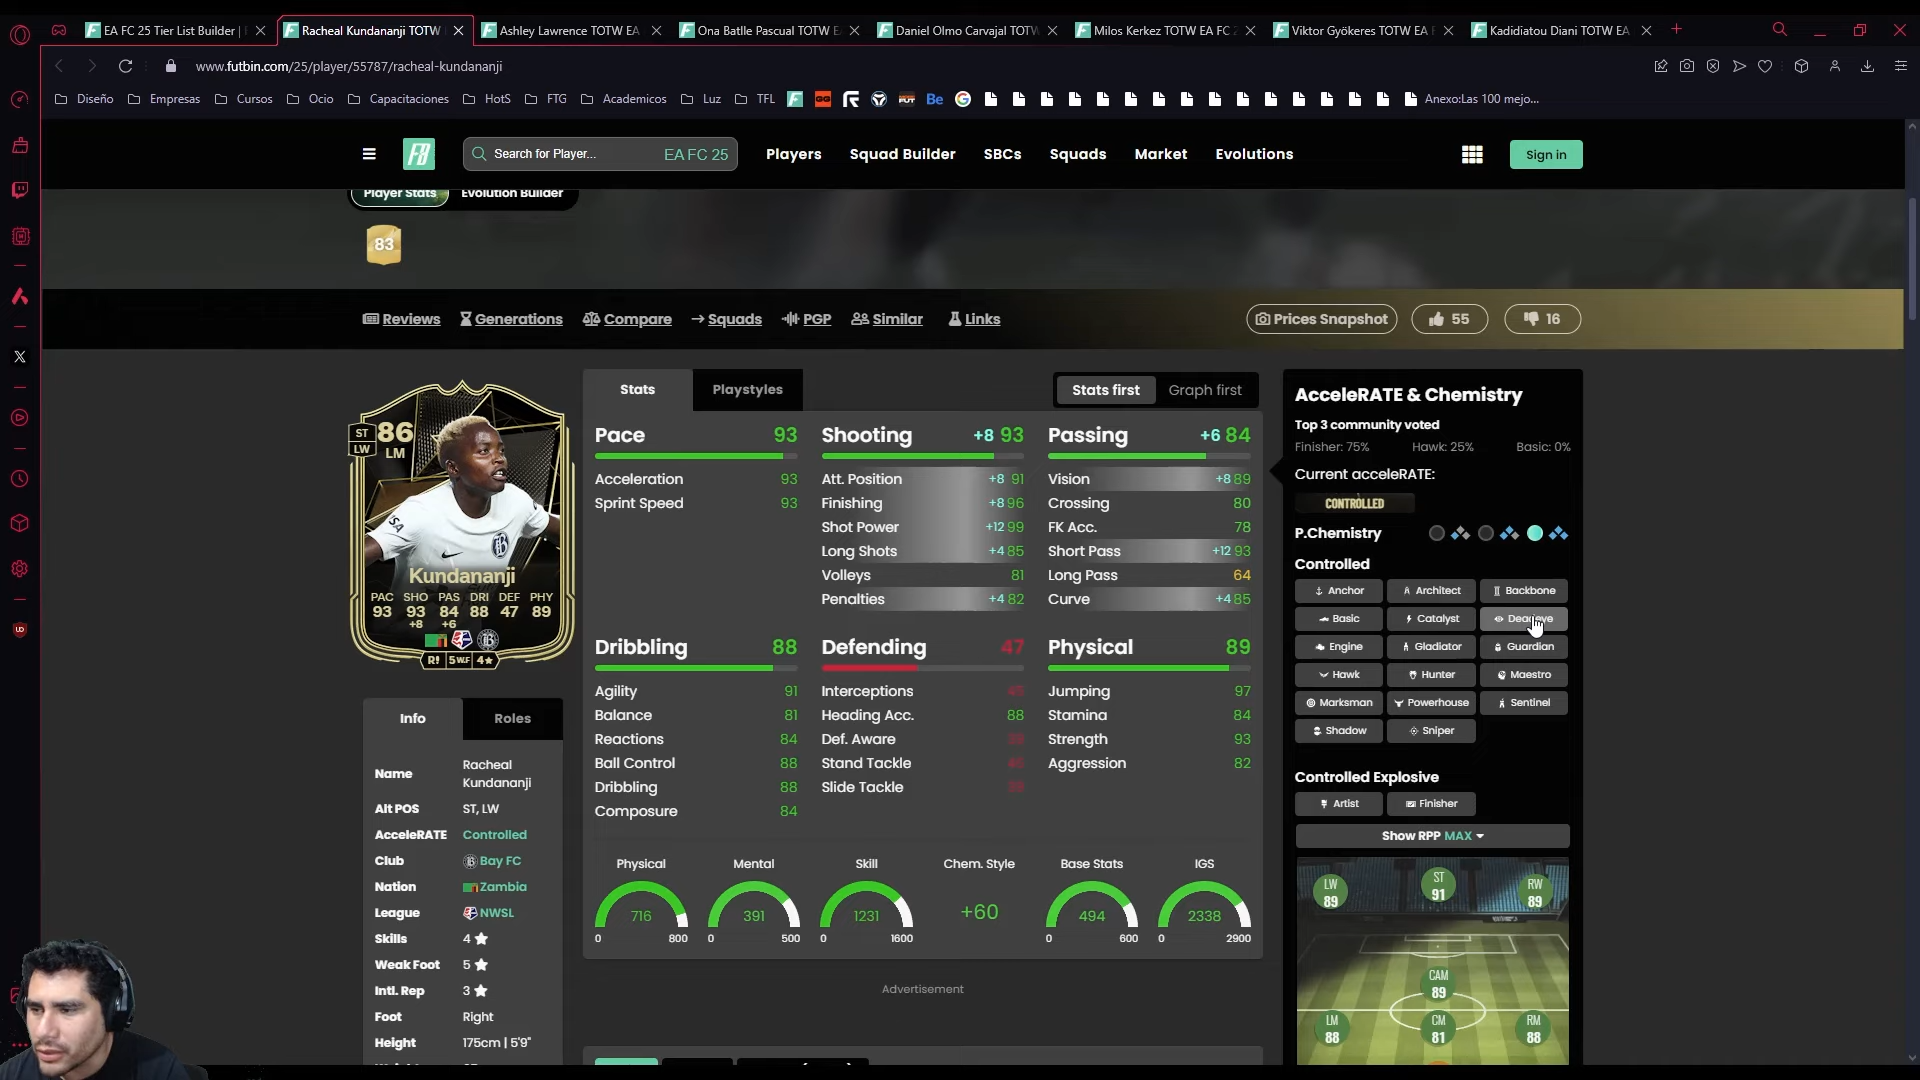 EA FC 25 Tier List Builder |
Racheal Kundananji TOTW
Ashley Lawrence TOTW EA
Ona Batlle Pascual TOTW E
Daniel Olmo Carvajal TOTW
Milos Kerkez TOTW EA FC 2
Viktor Gyökeres TOTW EA F
Kadidiatou Diani TOTW EA
www.futbin.com/25/player/55787/racheal-kundananji
Diseño Empresas Cursos Ocio Capacitaciones HotS FTG Academicos Luz TFL Be Anexo:Las 100 mejo...
Search for Player... EA FC 25
Players Squad Builder SBCs Squads Market Evolutions
Sign in
Player Stats Evolution Builder
83
Reviews Generations Compare Squads PGP Similar Links
Prices Snapshot 55 16
ST 86
LW LM
Kundananji
PAC SHO PAS DRI DEF PHY
93 93 84 88 47 89
+8 +6
R! 5 W.F 4★
Stats Playstyles
Stats first Graph first
Pace 93
Acceleration 93
Sprint Speed 93
Shooting +8 93
Att. Position +8 91
Finishing +8 96
Shot Power +12 99
Long Shots +4 85
Volleys 81
Penalties +4 82
Passing +6 84
Vision +8 89
Crossing 80
FK Acc. 78
Short Pass +12 93
Long Pass 64
Curve +4 85
Dribbling 88
Agility 91
Balance 81
Reactions 84
Ball Control 88
Dribbling 88
Composure 84
Defending 47
Interceptions
Heading Acc. 88
Def. Aware
Stand Tackle
Slide Tackle
Physical 89
Jumping 97
Stamina 84
Strength 93
Aggression 82
Physical Mental Skill Chem. Style Base Stats IGS
716 391 1231 +60 494 2338
0 800 0 500 0 1600 0 600 0 2900
Advertisement
Info Roles
Name Racheal Kundananji
Alt POS ST, LW
AcceleRATE Controlled
Club Bay FC
Nation Zambia
League NWSL
Skills 4
Weak Foot 5
Intl. Rep 3
Foot Right
Height 175cm | 5'9"
AcceleRATE & Chemistry
Top 3 community voted
Finisher: 75% Hawk: 25% Basic: 0%
Current acceleRATE:
CONTROLLED
P.Chemistry
Controlled
Anchor Architect Backbone
Basic Catalyst Deadeye
Engine Gladiator Guardian
Hawk Hunter Maestro
Marksman Powerhouse Sentinel
Shadow Sniper
Controlled Explosive
Artist Finisher
Show RPP MAX
LW 89
ST 91
RW 89
CAM 89
LM 88
CM 81
RM 88